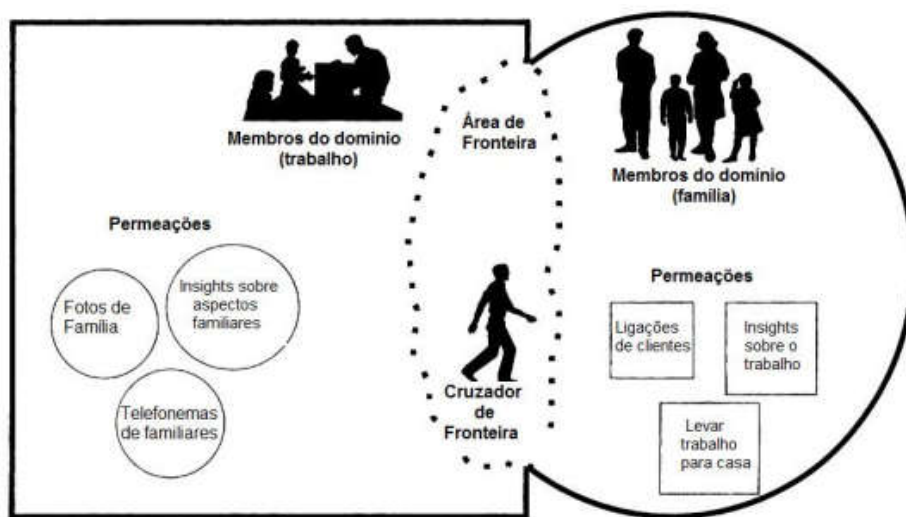 Membros do domínio
(trabalho)
Área de
Fronteira
Membros do domínio
(família)
Permeações
Fotos de
Família
Insights sobre
aspectos
familiares
Telefonemas
de familiares
Cruzador
de
Fronteira
Permeações
Ligações
de clientes
Insights
sobre o
trabalho
Levar
trabalho
para casa